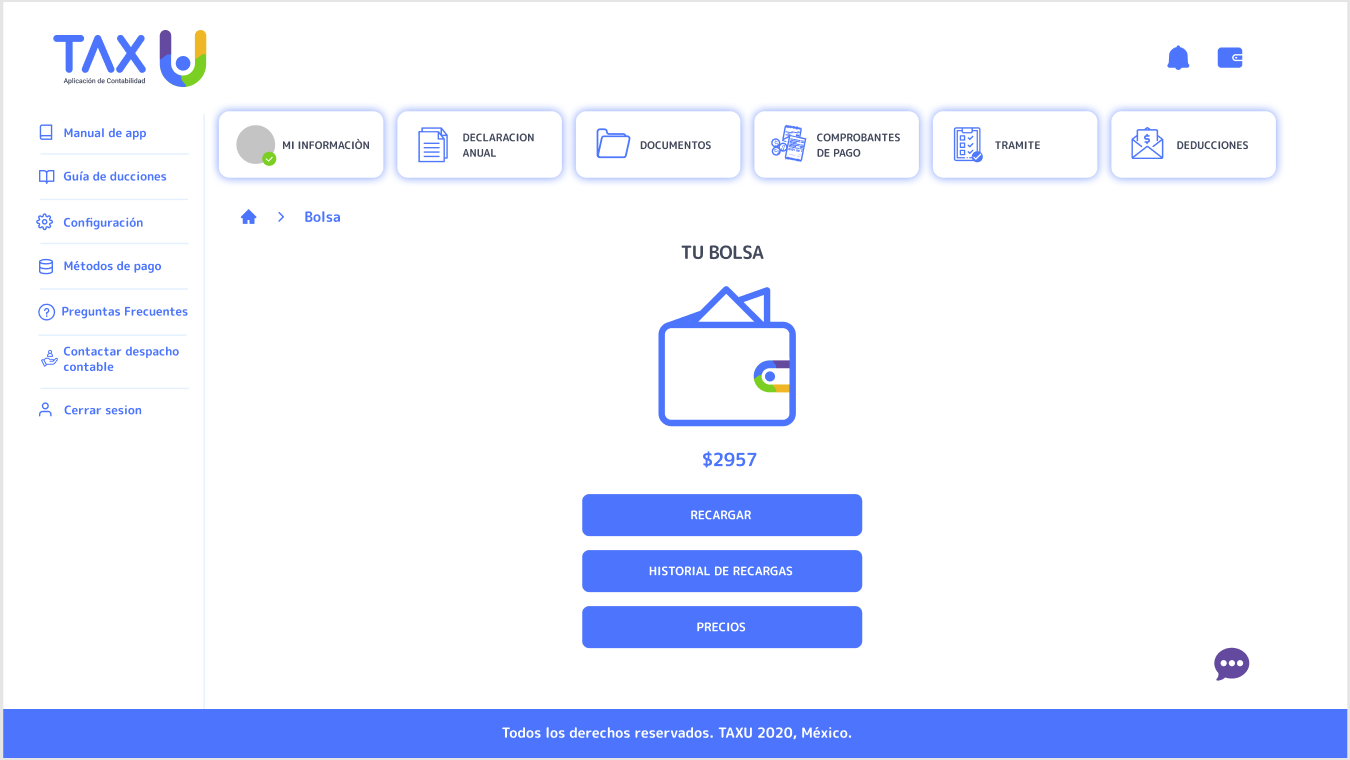 TAX U
Aplicación de Contabilidad
Manual de app
Guía de ducciones
Configuración
Métodos de pago
Preguntas Frecuentes
Contactar despacho
contable
Cerrar sesion
MI INFORMACIÒN
DECLARACION
ANUAL
DOCUMENTOS
COMPROBANTES
DE PAGO
TRAMITE
DEDUCCIONES
Bolsa
TU BOLSA
$2957
RECARGAR
HISTORIAL DE RECARGAS
PRECIOS
Todos los derechos reservados. TAXU 2020, México.